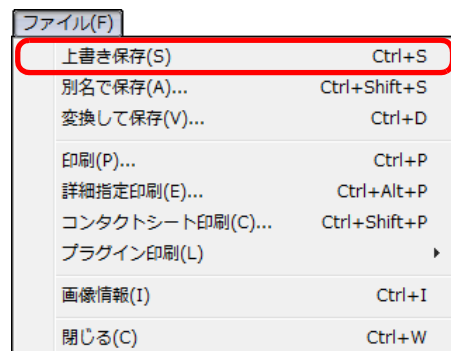 ファイル(F)
上書き保存(S) Ctrl+S
別名で保存(A)... Ctrl+Shift+S
変換して保存(V)... Ctrl+D
印刷(P)... Ctrl+P
詳細指定印刷(E)... Ctrl+Alt+P
コンタクトシート印刷(C)... Ctrl+Shift+P
プラグイン印刷(L)
画像情報(I) Ctrl+I
閉じる(C) Ctrl+W